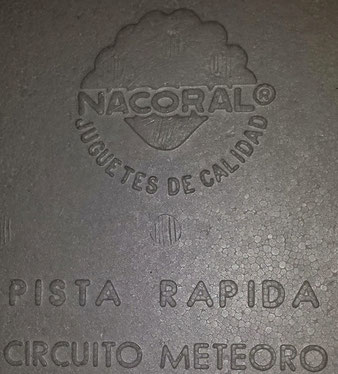 NACORAL®
JUGUETES DE CALIDAD
PISTA RAPIDA
CIRCUITO METEORO